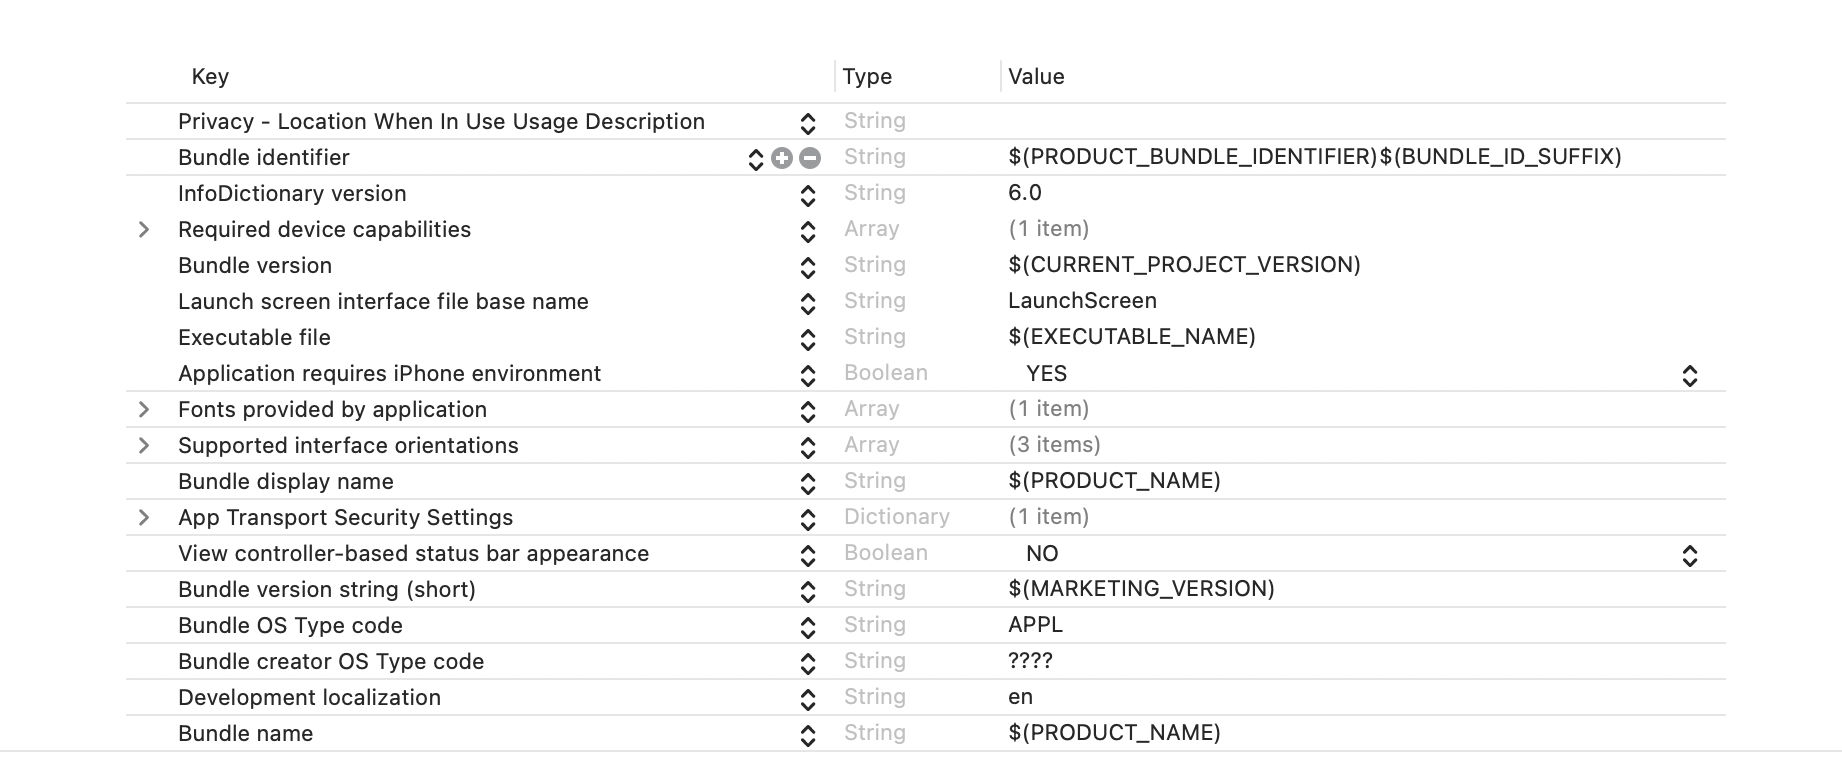 Key Type Value
Privacy - Location When In Use Usage Description String
Bundle identifier String $(PRODUCT_BUNDLE_IDENTIFIER)$(BUNDLE_ID_SUFFIX)
InfoDictionary version String 6.0
Required device capabilities Array (1 item)
Bundle version String $(CURRENT_PROJECT_VERSION)
Launch screen interface file base name String LaunchScreen
Executable file String $(EXECUTABLE_NAME)
Application requires iPhone environment Boolean YES
Fonts provided by application Array (1 item)
Supported interface orientations Array (3 items)
Bundle display name String $(PRODUCT_NAME)
App Transport Security Settings Dictionary (1 item)
View controller-based status bar appearance Boolean NO
Bundle version string (short) String $(MARKETING_VERSION)
Bundle OS Type code String APPL
Bundle creator OS Type code String ????
Development localization String en
Bundle name String $(PRODUCT_NAME)